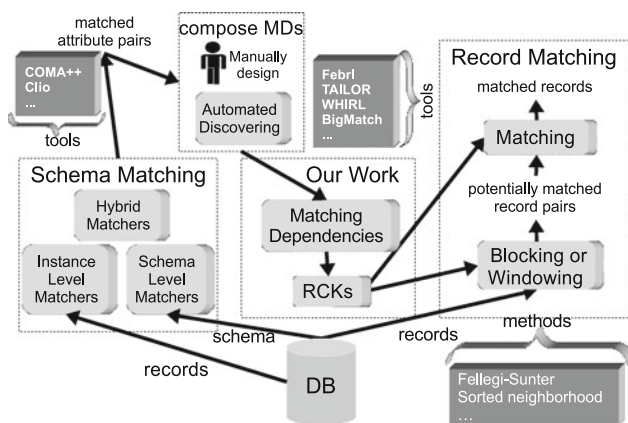 matched
attribute pairs
COMA++
Clio
...
tools
compose MDs
Manually
design
Automated
Discovering
Febrl
TAILOR
WHIRL
BigMatch
...
tools
Record Matching
matched records
Matching
potentially matched
record pairs
Blocking or
Windowing
Schema Matching
Hybrid
Matchers
Instance
Level
Matchers
Schema
Level
Matchers
Our Work
Matching
Dependencies
RCKs
schema
records
records
DB
methods
Fellegi-Sunter
Sorted neighborhood
...